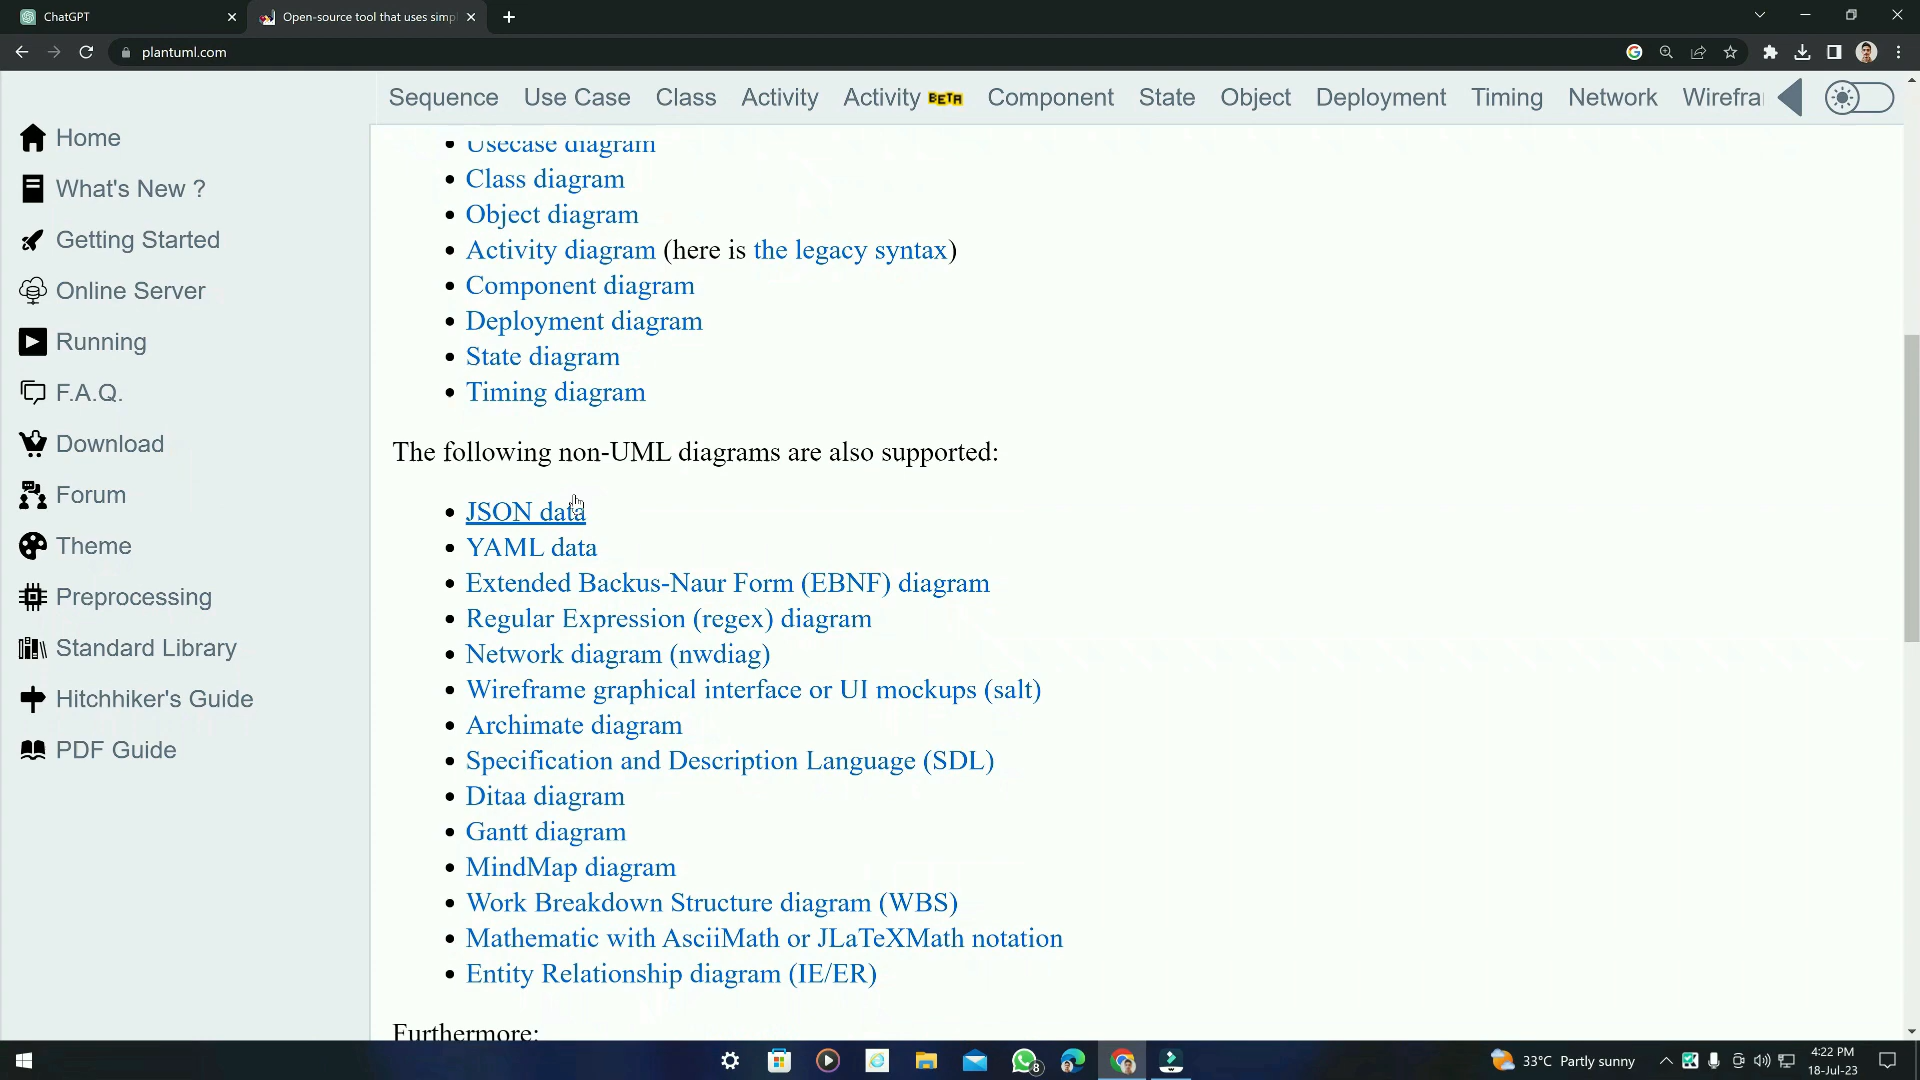 ChatGPT
Open-source tool that uses simpl
plantuml.com
Sequence Use Case Class Activity Activity BETA Component State Object Deployment Timing Network Wirefra
Home
What's New ?
Getting Started
Online Server
Running
F.A.Q.
Download
Forum
Theme
Preprocessing
Standard Library
Hitchhiker's Guide
PDF Guide
Usecase diagram
Class diagram
Object diagram
Activity diagram (here is the legacy syntax)
Component diagram
Deployment diagram
State diagram
Timing diagram
The following non-UML diagrams are also supported:
JSON data
YAML data
Extended Backus-Naur Form (EBNF) diagram
Regular Expression (regex) diagram
Network diagram (nwdiag)
Wireframe graphical interface or UI mockups (salt)
Archimate diagram
Specification and Description Language (SDL)
Ditaa diagram
Gantt diagram
MindMap diagram
Work Breakdown Structure diagram (WBS)
Mathematic with AsciiMath or JLaTeXMath notation
Entity Relationship diagram (IE/ER)
Furthermore:
8
33°C Partly sunny
4:22 PM
18-Jul-23